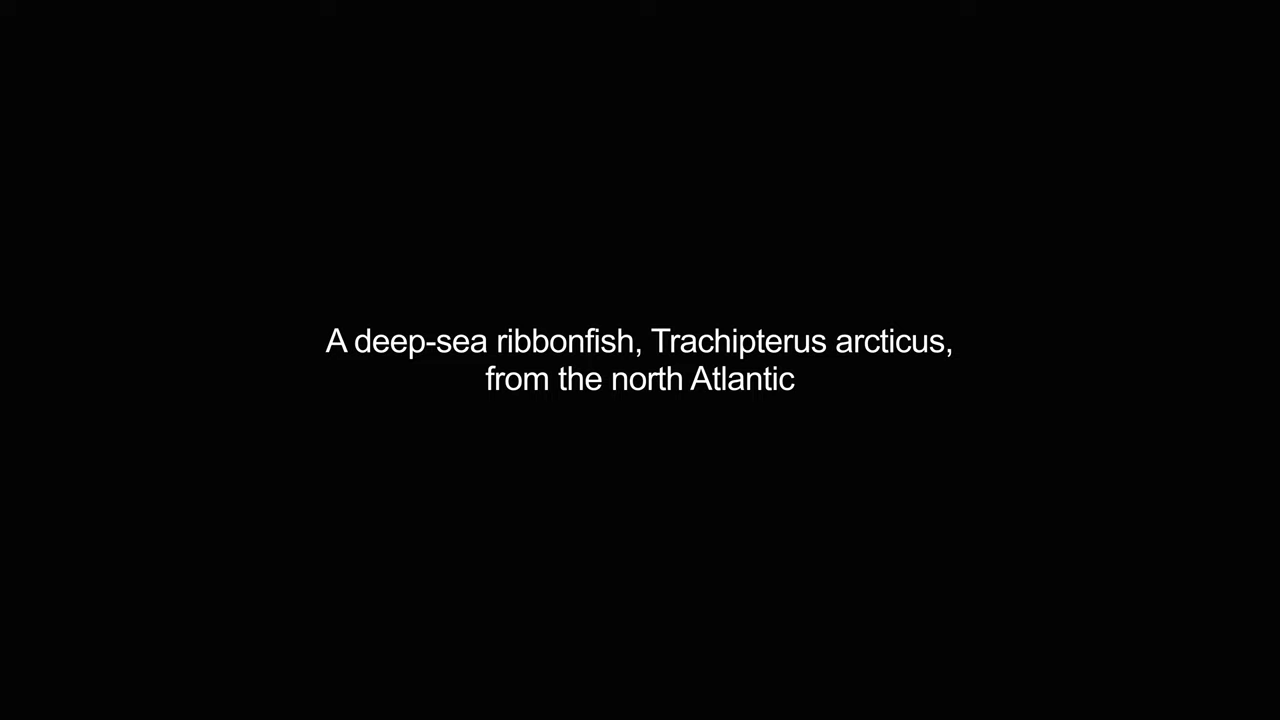 A deep-sea ribbonfish, Trachipterus arcticus,
from the north Atlantic